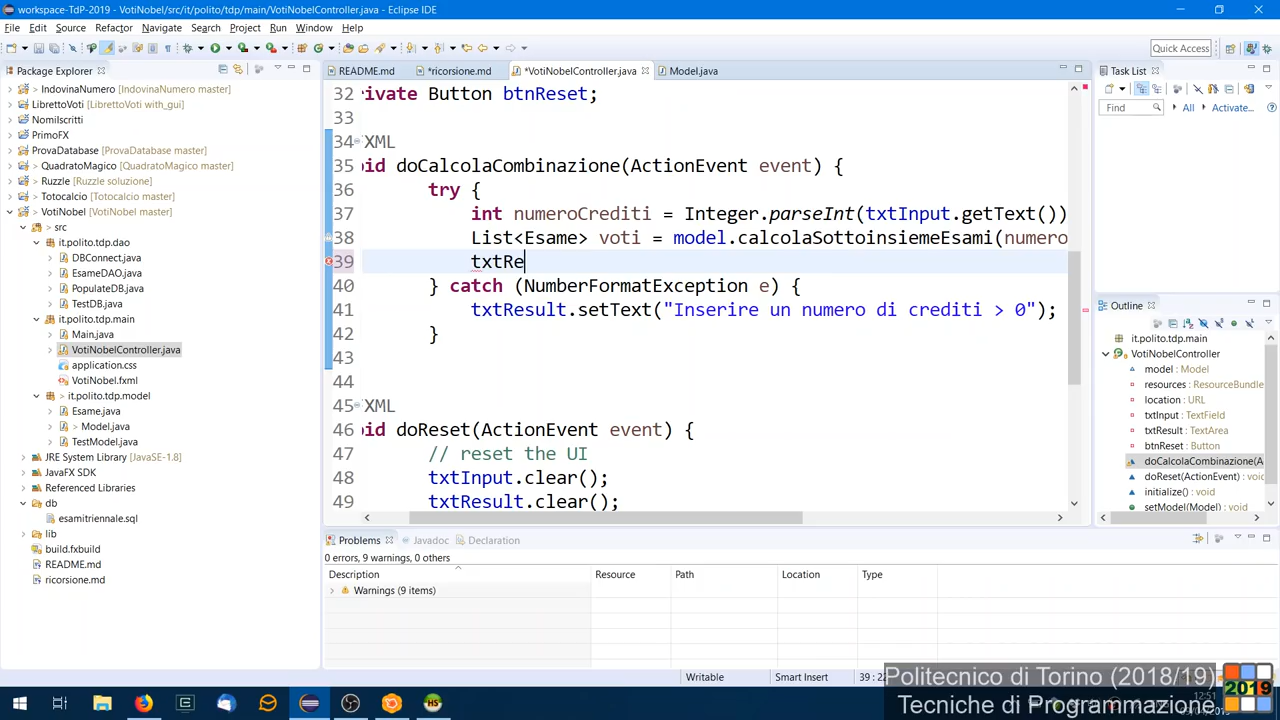 workspace-TdP-2019 - VotiNobel/src/it/polito/tdp/main/VotiNobelController.java - Eclipse IDE
File Edit Source Refactor Navigate Search Project Run Window Help
Quick Access
Package Explorer
README.md *ricorsione.md *VotiNobelController.java Model.java
Task List
IndovinaNumero [IndovinaNumero master]
LibrettoVoti [LibrettoVoti with_gui]
NomiIscritti
PrimoFX
ProvaDatabase [ProvaDatabase master]
> QuadratoMagico [QuadratoMagico master]
> Ruzzle [Ruzzle soluzione]
> Totocalcio [Totocalcio master]
> VotiNobel [VotiNobel master]
> src
it.polito.tdp.dao
DBConnect.java
EsameDAO.java
PopulateDB.java
TestDB.java
it.polito.tdp.main
Main.java
VotiNobelController.java
application.css
VotiNobel.fxml
> it.polito.tdp.model
Esame.java
> Model.java
TestModel.java
JRE System Library [JavaSE-1.8]
JavaFX SDK
Referenced Libraries
db
esamitriennale.sql
lib
build.fxbuild
README.md
ricorsione.md
32 rivate Button btnReset;
33
34 XML
35 id doCalcolaCombinazione(ActionEvent event) {
36 try {
37 int numeroCrediti = Integer.parseInt(txtInput.getText())
38 List<Esame> voti = model.calcolaSottoinsiemeEsami(numero
39 txtRe
40 } catch (NumberFormatException e) {
41 txtResult.setText("Inserire un numero di crediti > 0");
42 }
43
44
45 XML
46 id doReset(ActionEvent event) {
47 // reset the UI
48 txtInput.clear();
49 txtResult.clear();
Find All Activate...
Outline
it.polito.tdp.main
VotiNobelController
model : Model
resources : ResourceBundle
location : URL
txtInput : TextField
txtResult : TextArea
btnReset : Button
doCalcolaCombinazione(A
doReset(ActionEvent) : voic
initialize() : void
setModel(Model) : void
Problems Javadoc Declaration
0 errors, 9 warnings, 0 others
Description Resource Path Location Type
Warnings (9 items)
Writable Smart Insert 39 : 2
Politecnico di Torino (2018/19)
Tecniche di Programmazione
2019
12:51